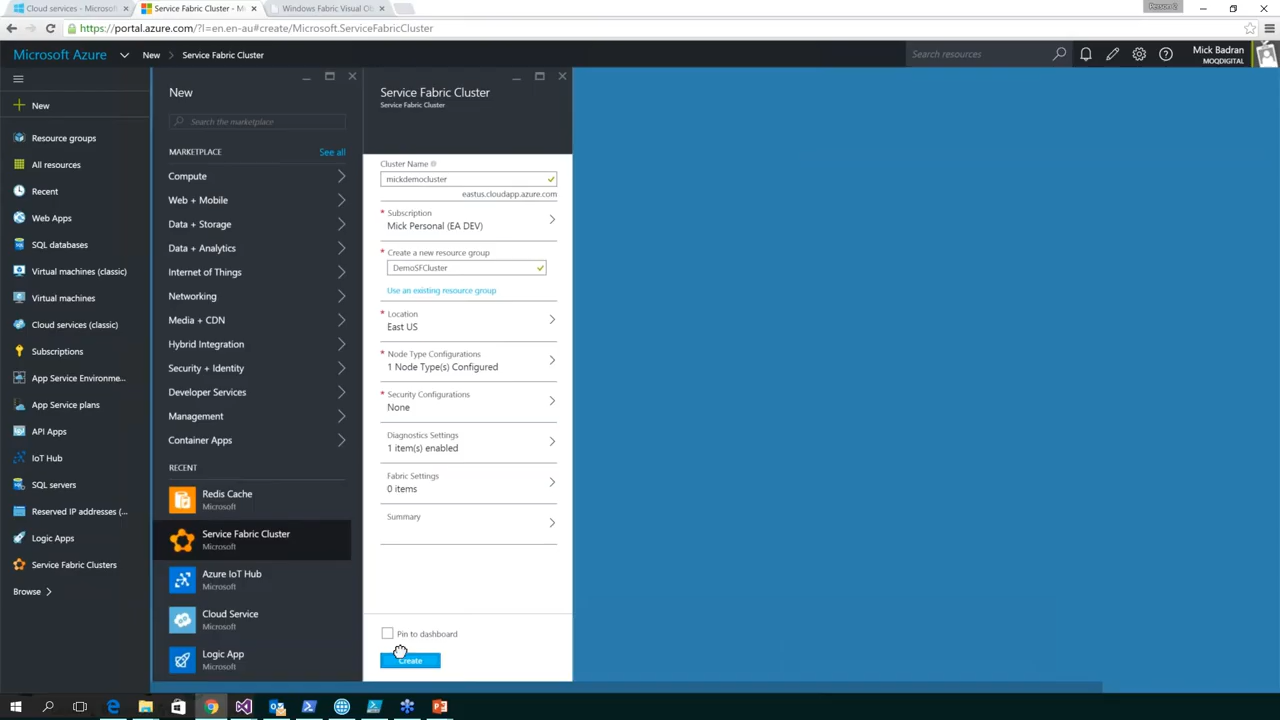 Cloud services - Microsoft
Service Fabric Cluster - M
Windows Fabric Visual O
Person 2
https://portal.azure.com/?l=en.en-au#create/Microsoft.ServiceFabricCluster
Microsoft Azure
New > Service Fabric Cluster
Search resources
Mick Badran
MOQDIGITAL
New
Resource groups
All resources
Recent
Web Apps
SQL databases
Virtual machines (classic)
Virtual machines
Cloud services (classic)
Subscriptions
App Service Environme...
App Service plans
API Apps
IoT Hub
SQL servers
Reserved IP addresses (...
Logic Apps
Service Fabric Clusters
Browse >
New
Search the marketplace
MARKETPLACE
See all
Compute
Web + Mobile
Data + Storage
Data + Analytics
Internet of Things
Networking
Media + CDN
Hybrid Integration
Security + Identity
Developer Services
Management
Container Apps
RECENT
Redis Cache
Microsoft
Service Fabric Cluster
Microsoft
Azure IoT Hub
Microsoft
Cloud Service
Microsoft
Logic App
Microsoft
Service Fabric Cluster
Service Fabric Cluster
Cluster Name
mickdemocluster
eastus.cloudapp.azure.com
* Subscription
Mick Personal (EA DEV)
* Create a new resource group
DemoSFCluster
Use an existing resource group
* Location
East US
* Node Type Configurations
1 Node Type(s) Configured
* Security Configurations
None
Diagnostics Settings
1 item(s) enabled
Fabric Settings
0 items
Summary
Pin to dashboard
Create